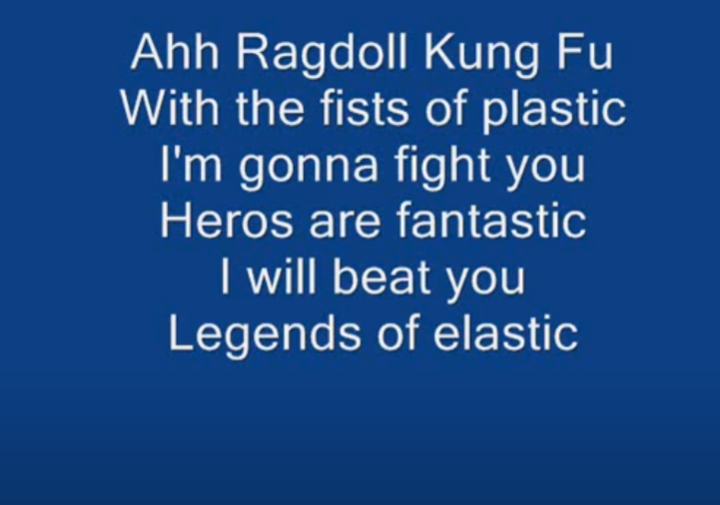 Ahh Ragdoll Kung Fu
With the fists of plastic
I'm gonna fight you
Heros are fantastic
I will beat you
Legends of elastic